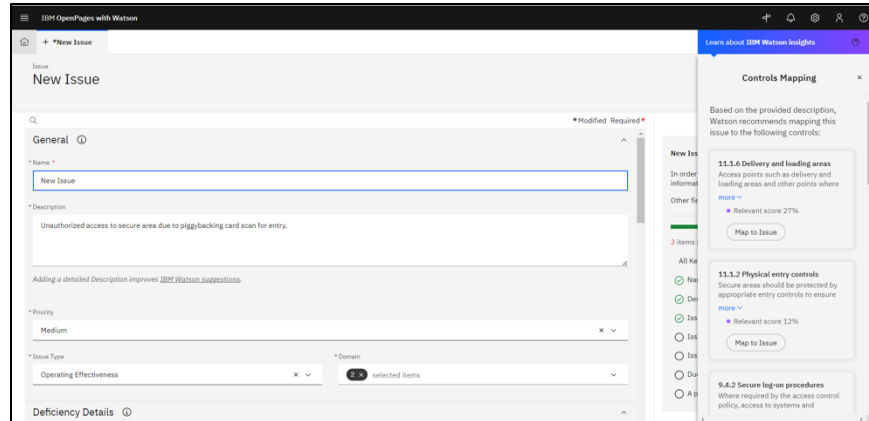 IBM OpenPages with Watson
+ *New Issue
Learn about IBM Watson insights
Issue
New Issue
*Modified Required*
General
*Name *
New Issue
*Description
Unauthorized access to secure area due to piggybacking card scan for entry.
Adding a detailed Description improves IBM Watson suggestions.
*Priority
Medium
*Issue Type
Operating Effectiveness
*Domain
2 × selected items
Deficiency Details
New Iss
In order
informat
Other fie
3 items
All Ke
Nar
Des
Iss
Iss
Iss
Du
A p
Controls Mapping
Based on the provided description,
Watson recommends mapping this
issue to the following controls:
11.1.6 Delivery and loading areas
Access points such as delivery and
loading areas and other points where
more
Relevant score 27%
Map to Issue
11.1.2 Physical entry controls
Secure areas should be protected by
appropriate entry controls to ensure
more
Relevant score 12%
Map to Issue
9.4.2 Secure log-on procedures
Where required by the access control
policy, access to systems and